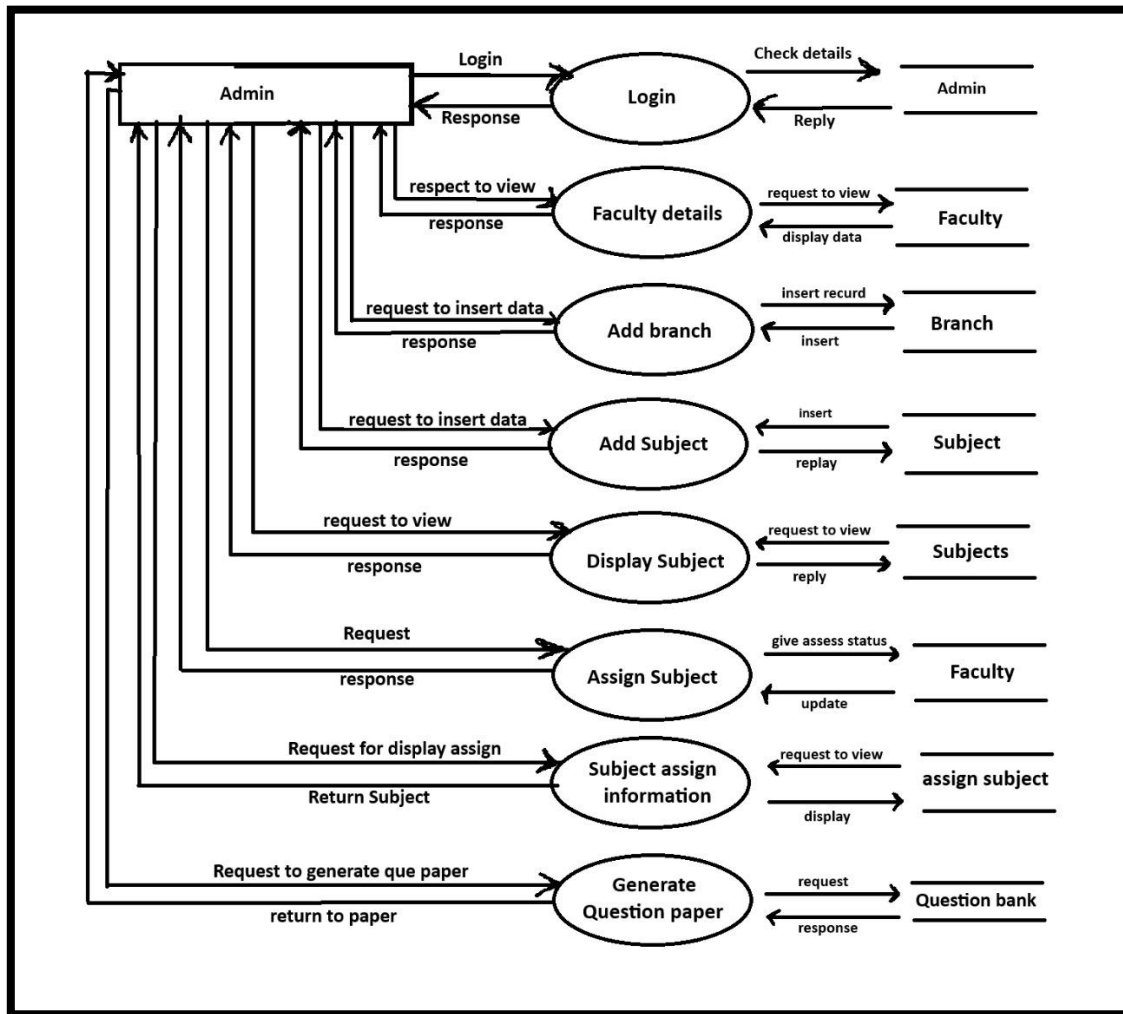 Login
Check details
Admin
Login
Admin
Response
Reply
respect to view
request to view
Faculty details
Faculty
response
display data
insert recurd
request to insert data
Add branch
Branch
response
insert
insert
request to insert data
Add Subject
Subject
response
replay
request to view
request to view
Display Subject
Subjects
response
reply
Request
give assess status
Assign Subject
Faculty
response
update
Request for display assign
request to view
Subject assign
information
assign subject
Return Subject
display
Request to generate que paper
request
Generate
Question paper
Question bank
return to paper
response